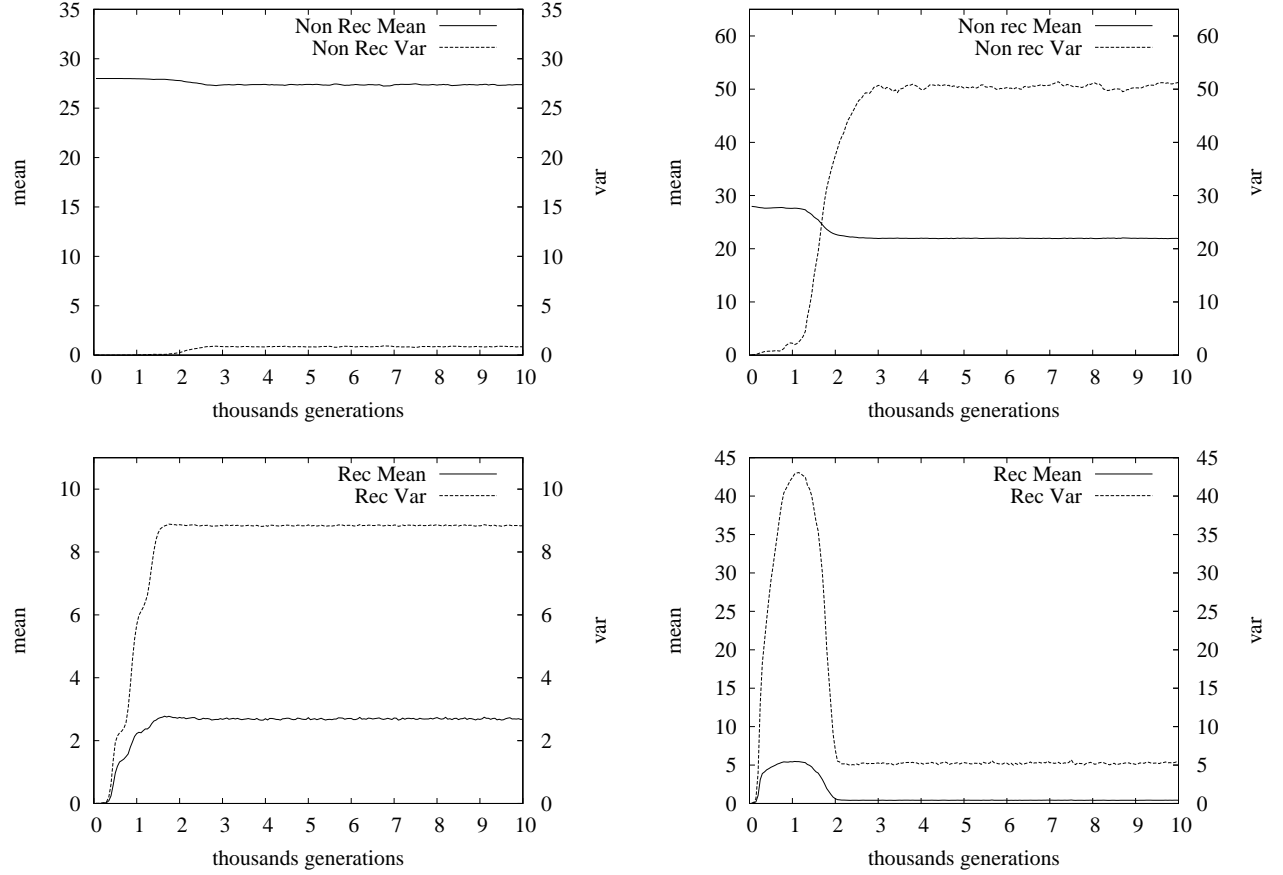 35
30
25
20
15
10
5
0
mean
Non Rec Mean
Non Rec Var
35
30
25
20
15
10
5
0
var
0 1 2 3 4 5 6 7 8 9 10
thousands generations
60
50
40
30
20
10
0
mean
Non rec Mean
Non rec Var
60
50
40
30
20
10
0
var
0 1 2 3 4 5 6 7 8 9 10
thousands generations
10
8
6
4
2
0
mean
Rec Mean
Rec Var
10
8
6
4
2
0
var
0 1 2 3 4 5 6 7 8 9 10
thousands generations
45
40
35
30
25
20
15
10
5
0
mean
Rec Mean
Rec Var
45
40
35
30
25
20
15
10
5
0
var
0 1 2 3 4 5 6 7 8 9 10
thousands generations